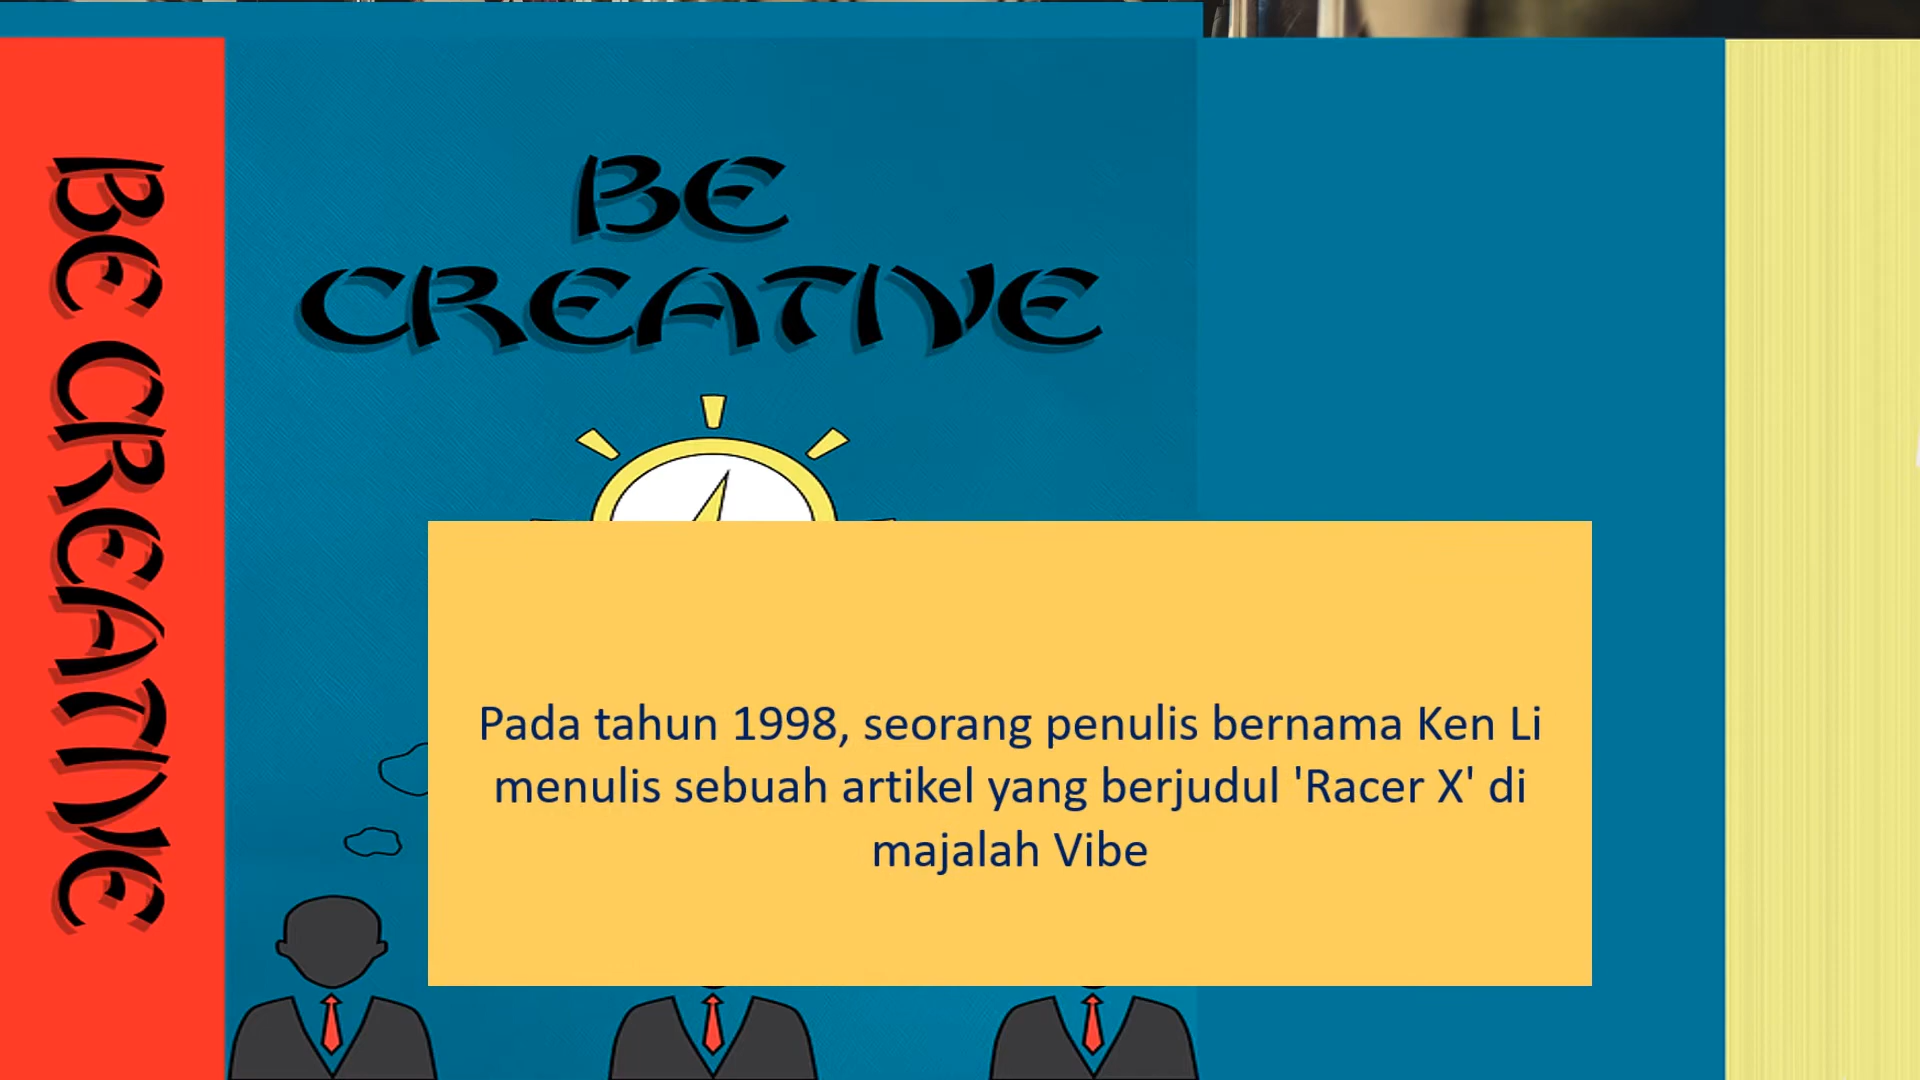 BE CREATIVE
BE
CREATIVE
Pada tahun 1998, seorang penulis bernama Ken Li
menulis sebuah artikel yang berjudul 'Racer X' di
majalah Vibe